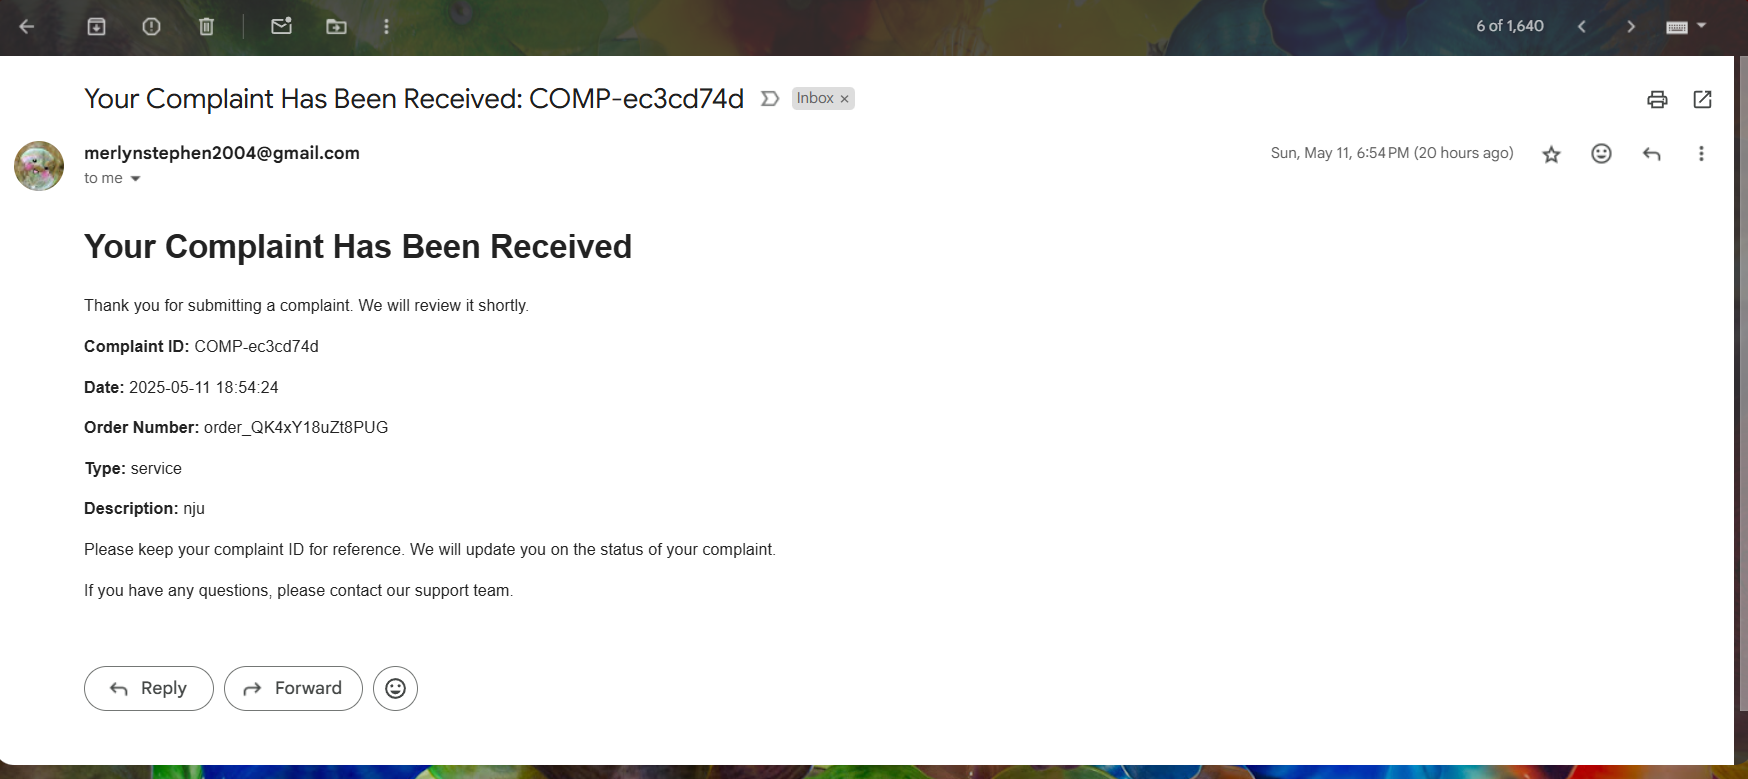 6 of 1,640
Your Complaint Has Been Received: COMP-ec3cd74d
Inbox ×
merlynstephen2004@gmail.com
Sun, May 11, 6:54 PM (20 hours ago)
to me
Your Complaint Has Been Received
Thank you for submitting a complaint. We will review it shortly.
Complaint ID: COMP-ec3cd74d
Date: 2025-05-11 18:54:24
Order Number: order_QK4xY18uZt8PUG
Type: service
Description: nju
Please keep your complaint ID for reference. We will update you on the status of your complaint.
If you have any questions, please contact our support team.
Reply
Forward